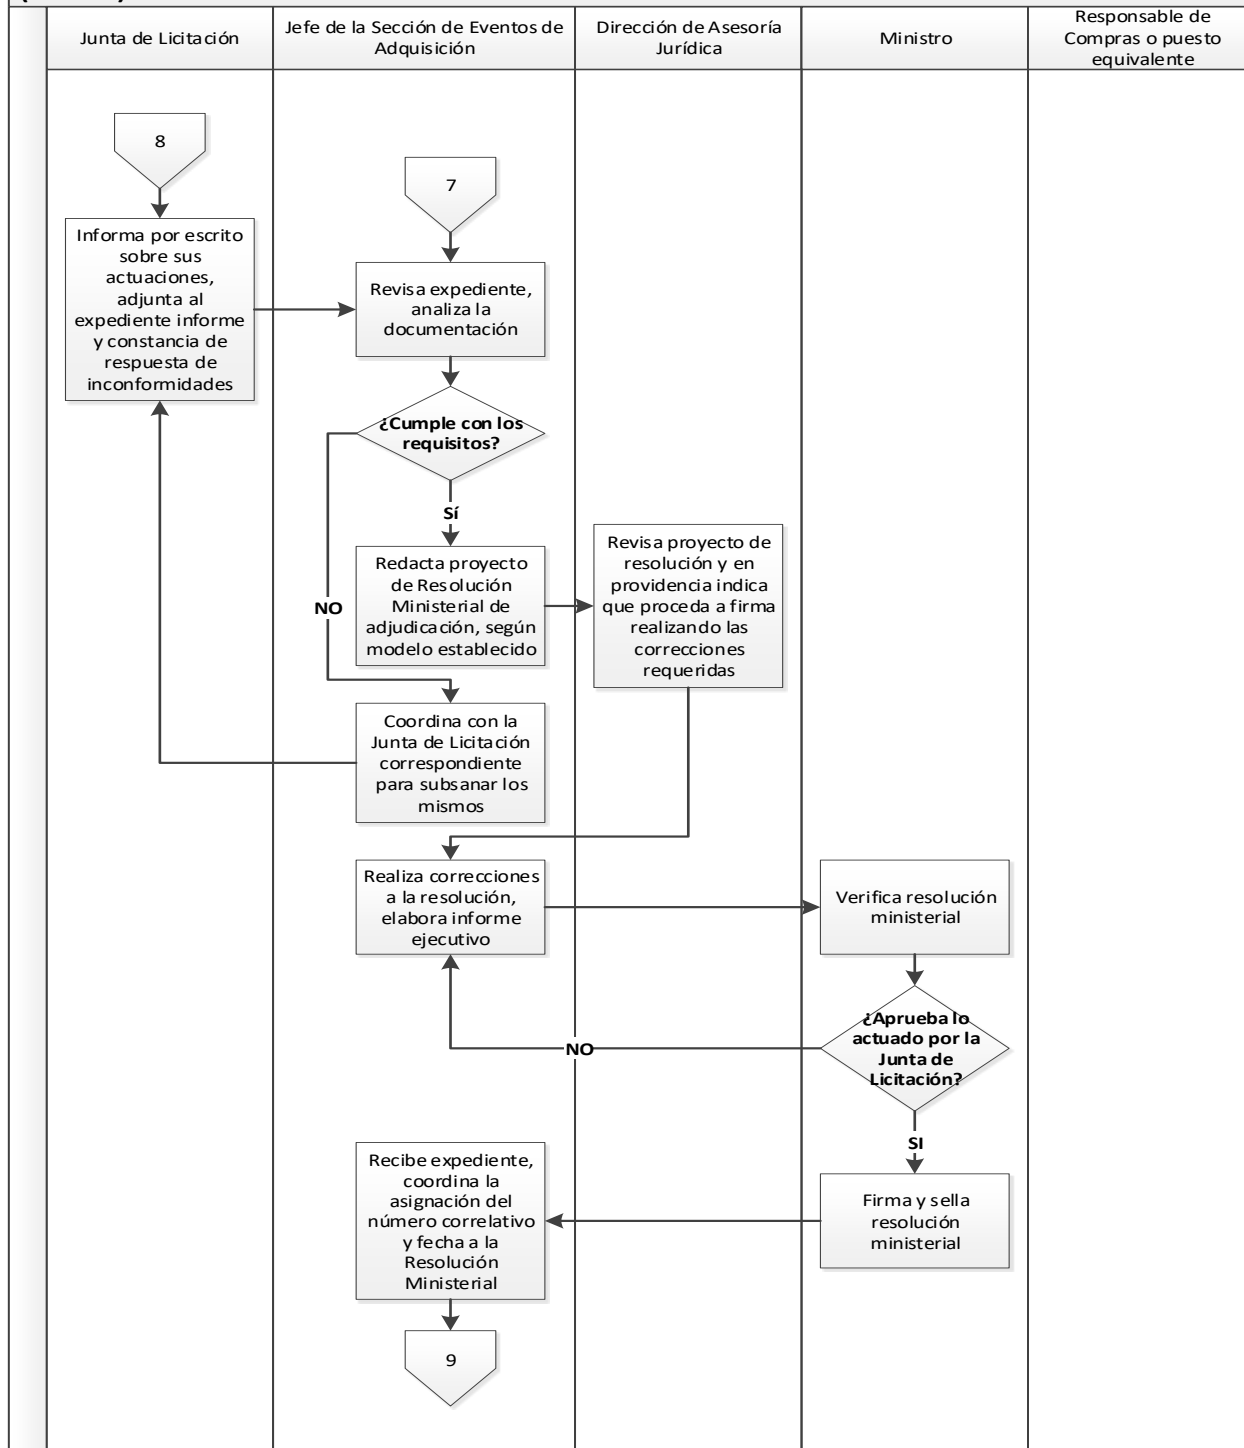 Junta de Licitación
Jefe de la Sección de Eventos de
Adquisición
Dirección de Asesoría
Jurídica
Ministro
Responsable de
Compras o puesto
equivalente
8
7
Informa por escrito
sobre sus
actuaciones,
adjunta al
expediente informe
y constancia de
respuesta de
inconformidades
Revisa expediente,
analiza la
documentación
¿Cumple con los
requisitos?
Sí
NO
Redacta proyecto
de Resolución
Ministerial de
adjudicación, según
modelo establecido
Revisa proyecto de
resolución y en
providencia indica
que proceda a firma
realizando las
correcciones
requeridas
Coordina con la
Junta de Licitación
correspondiente
para subsanar los
mismos
Realiza correcciones
a la resolución,
elabora informe
ejecutivo
Verifica resolución
ministerial
¿Aprueba lo
actuado por la
Junta de
Licitación?
NO
SI
Firma y sella
resolución
ministerial
Recibe expediente,
coordina la
asignación del
número correlativo
y fecha a la
Resolución
Ministerial
9